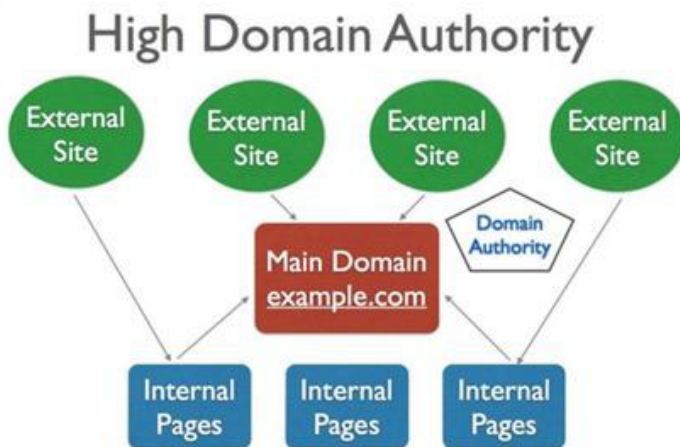 High Domain Authority
External
Site
External
Site
External
Site
External
Site
Domain
Authority
Main Domain
example.com
Internal
Pages
Internal
Pages
Internal
Pages